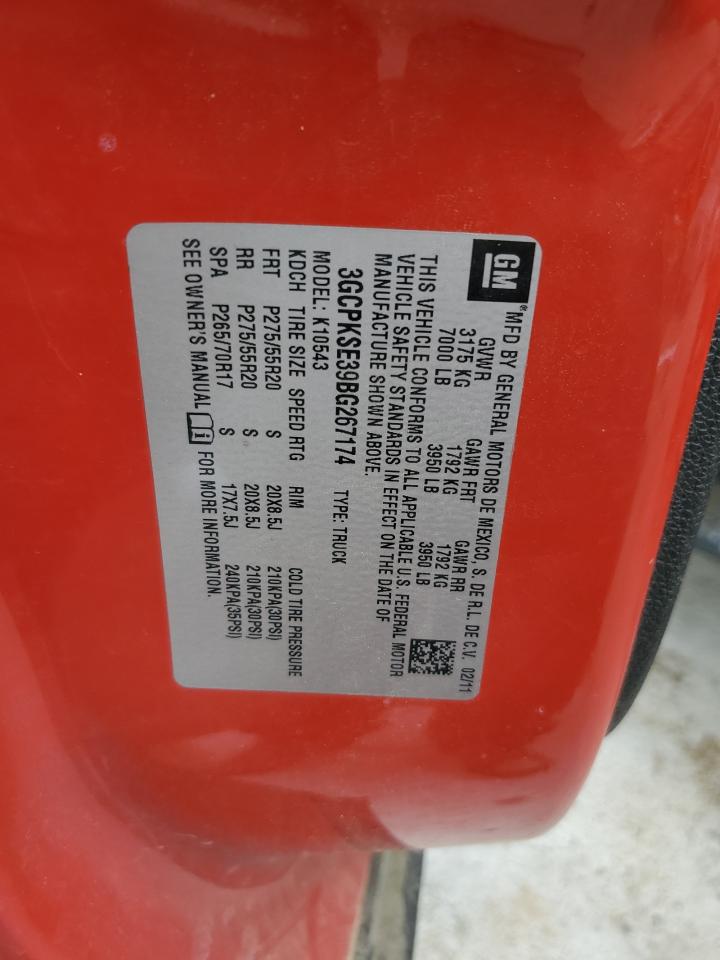 GM ®MFD BY GENERAL MOTORS DE MEXICO, S. DE R.L. DE C.V. 02/11
GVWR GAWR FRT GAWR RR
3175 KG 1792 KG 1792 KG
7000 LB 3950 LB 3950 LB
THIS VEHICLE CONFORMS TO ALL APPLICABLE U.S. FEDERAL MOTOR
VEHICLE SAFETY STANDARDS IN EFFECT ON THE DATE OF
MANUFACTURE SHOWN ABOVE.
3GCPKSE39BG267174 TYPE: TRUCK
MODEL: K10543
KDCH TIRE SIZE SPEED RTG RIM COLD TIRE PRESSURE
FRT P275/55R20 S 20X8.5J 210KPA(30PSI)
RR P275/55R20 S 20X8.5J 210KPA(30PSI)
SPA P265/70R17 S 17X7.5J 240KPA(35PSI)
SEE OWNER'S MANUAL i FOR MORE INFORMATION.